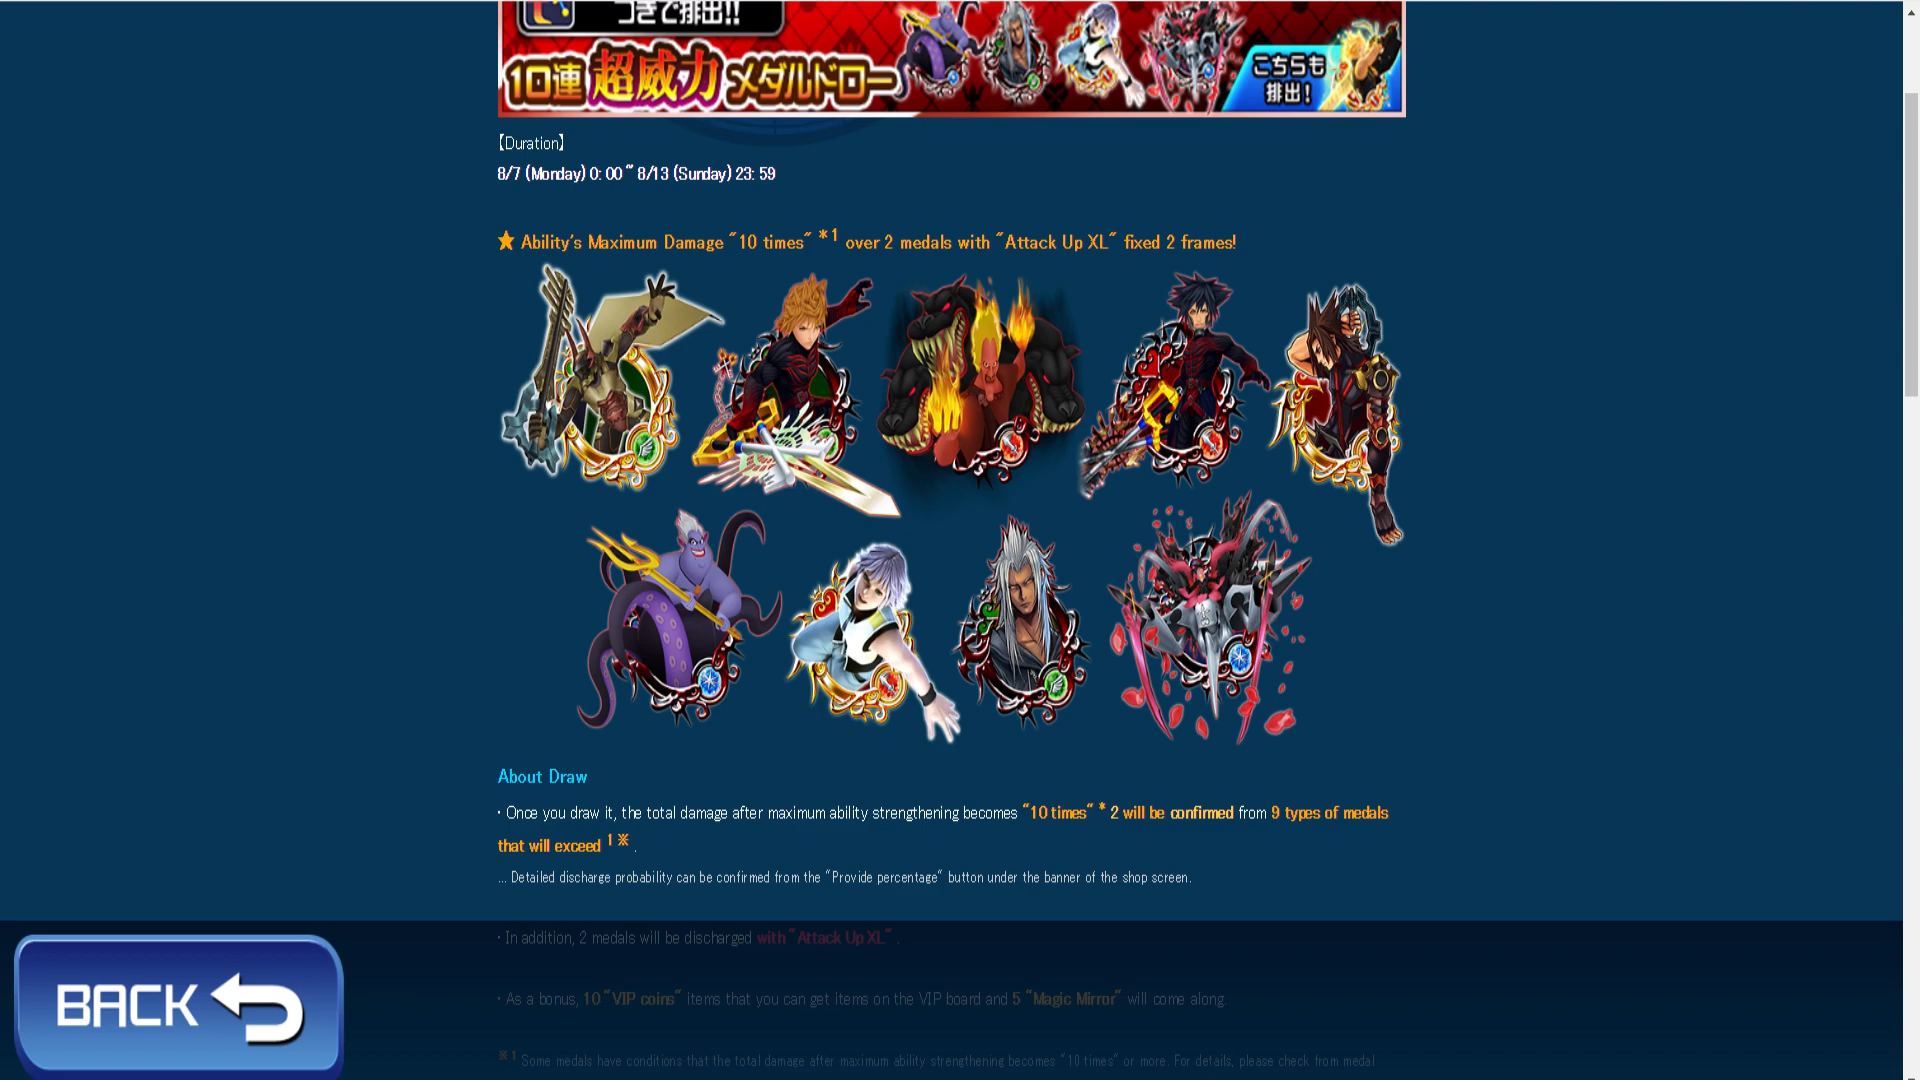 つきで排出!!
10連超威力メダルドロー
こちらも
排出!
【Duration】
8/7 (Monday) 0: 00 ~ 8/13 (Sunday) 23: 59
★ Ability's Maximum Damage "10 times" *1 over 2 medals with "Attack Up XL" fixed 2 frames!
About Draw
・Once you draw it, the total damage after maximum ability strengthening becomes "10 times" * 2 will be confirmed from 9 types of medals
that will exceed 1 ※ .
... Detailed discharge probability can be confirmed from the "Provide percentage" button under the banner of the shop screen.
・In addition, 2 medals will be discharged with "Attack Up XL" .
・As a bonus, 10 "VIP coins" items that you can get items on the VIP board and 5 "Magic Mirror" will come along.
※1 Some medals have conditions that the total damage after maximum ability strengthening becomes "10 times" or more. For details, please check from medal
BACK